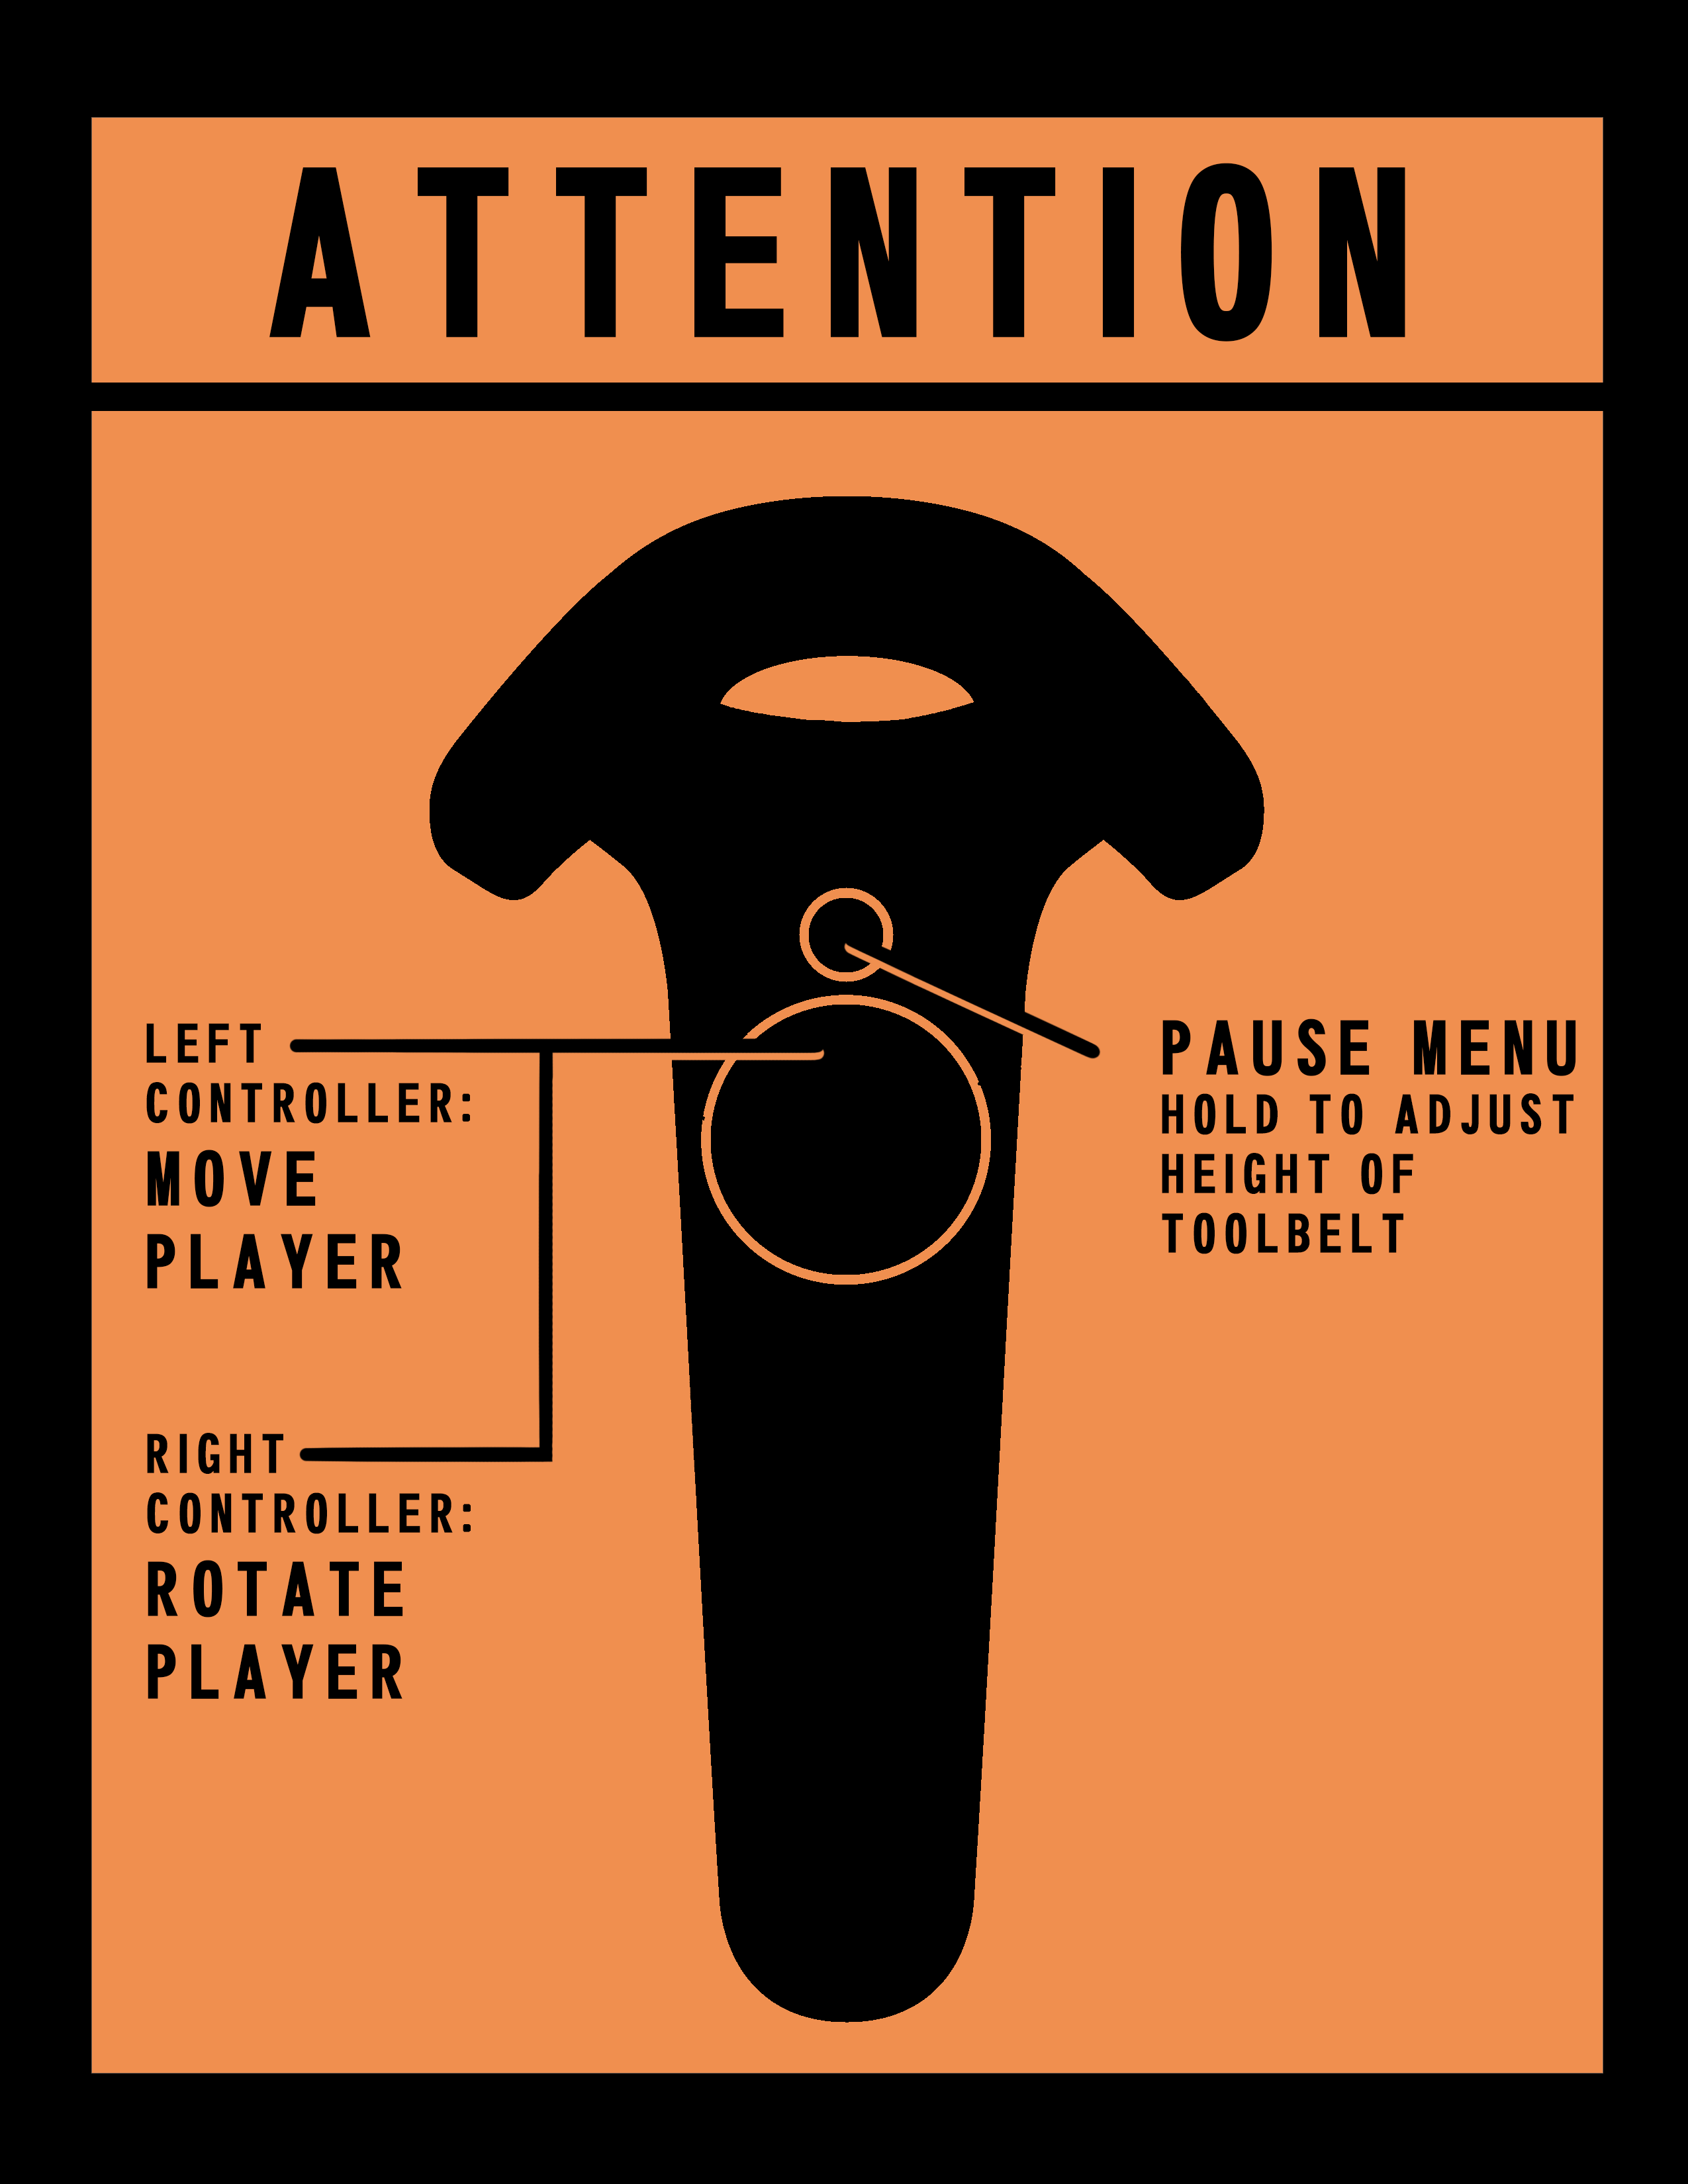 ATTENTION
LEFT
CONTROLLER:
MOVE
PLAYER
RIGHT
CONTROLLER:
ROTATE
PLAYER
PAUSE MENU
HOLD TO ADJUST
HEIGHT OF
TOOLBELT